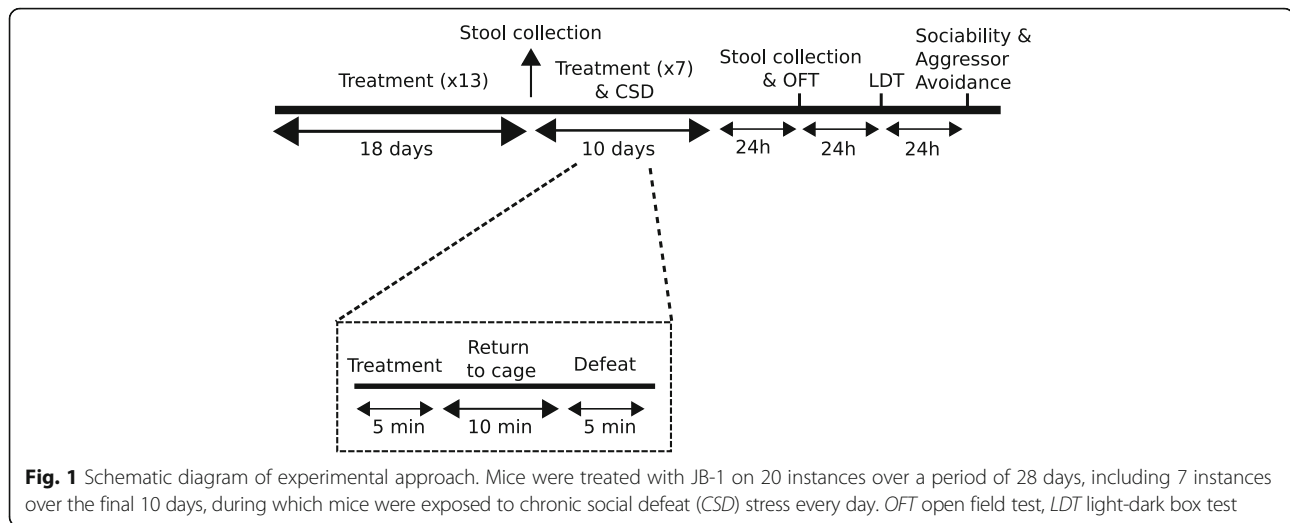 Sociability &
Aggressor
Avoidance
Stool collection
Stool collection
& OFT
LDT
Treatment (x13)
Treatment (x7)
& CSD
18 days
10 days
24h
24h
24h
Treatment
Return
to cage
Defeat
5 min
10 min
5 min
Fig. 1 Schematic diagram of experimental approach. Mice were treated with JB-1 on 20 instances over a period of 28 days, including 7 instances
over the final 10 days, during which mice were exposed to chronic social defeat (CSD) stress every day. OFT open field test, LDT light-dark box test